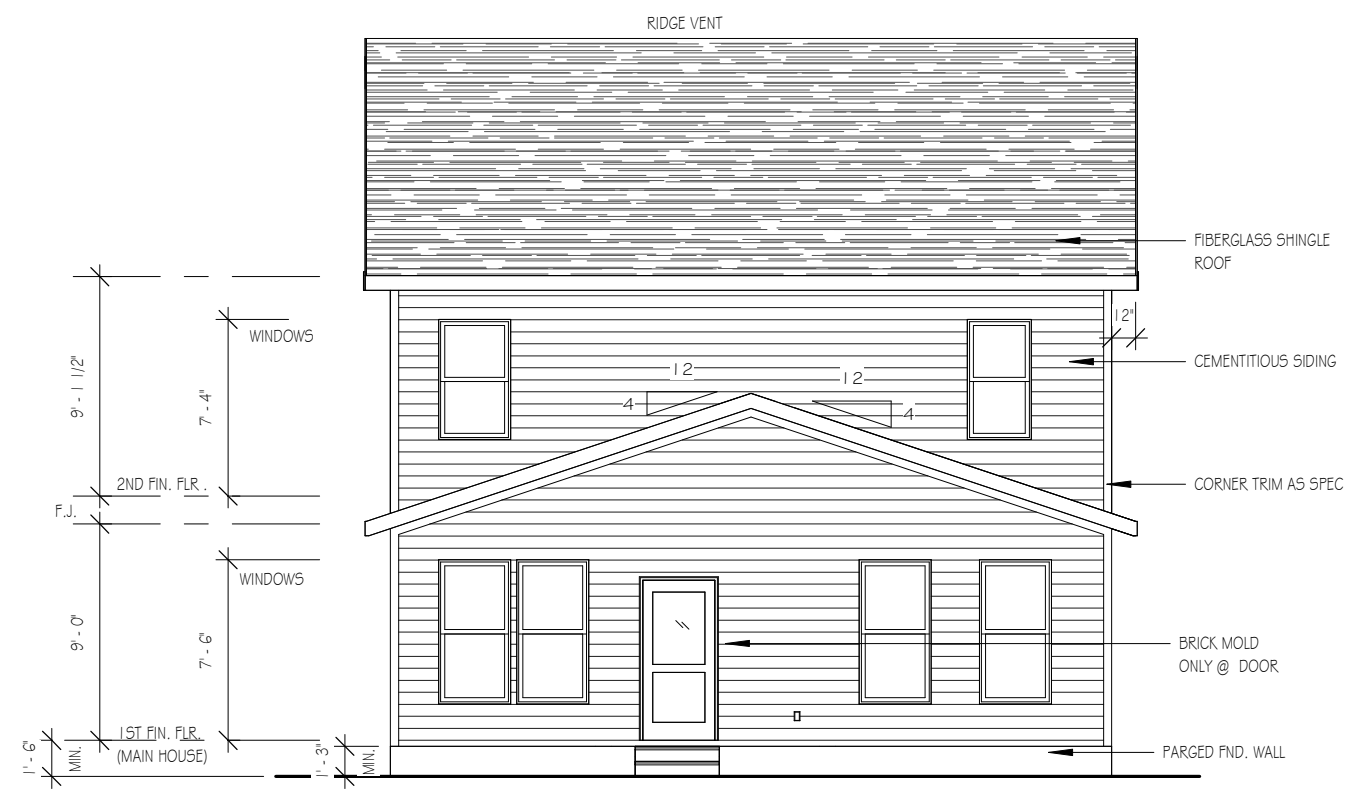 RIDGE VENT
FIBERGLASS SHINGLE
ROOF
12"
WINDOWS
CEMENTITIOUS SIDING
12
12
4
4
9' - 1 1/2"
7' - 4"
2ND FIN. FLR.
CORNER TRIM AS SPEC
F.J.
WINDOWS
9' - 0"
7' - 6"
BRICK MOLD
ONLY @ DOOR
1ST FIN. FLR.
(MAIN HOUSE)
1' - 6"
MIN.
1' - 3"
MIN.
PARGED FND. WALL